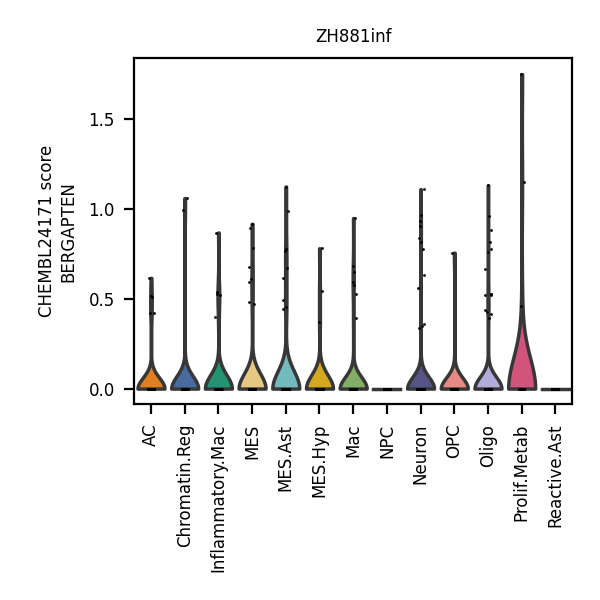 ZH881inf
CHEMBL24171 score
BERGAPTEN
1.5
1.0
0.5
0.0
AC
Chromatin.Reg
Inflammatory.Mac
MES
MES.Ast
MES.Hyp
Mac
NPC
Neuron
OPC
Oligo
Prolif.Metab
Reactive.Ast